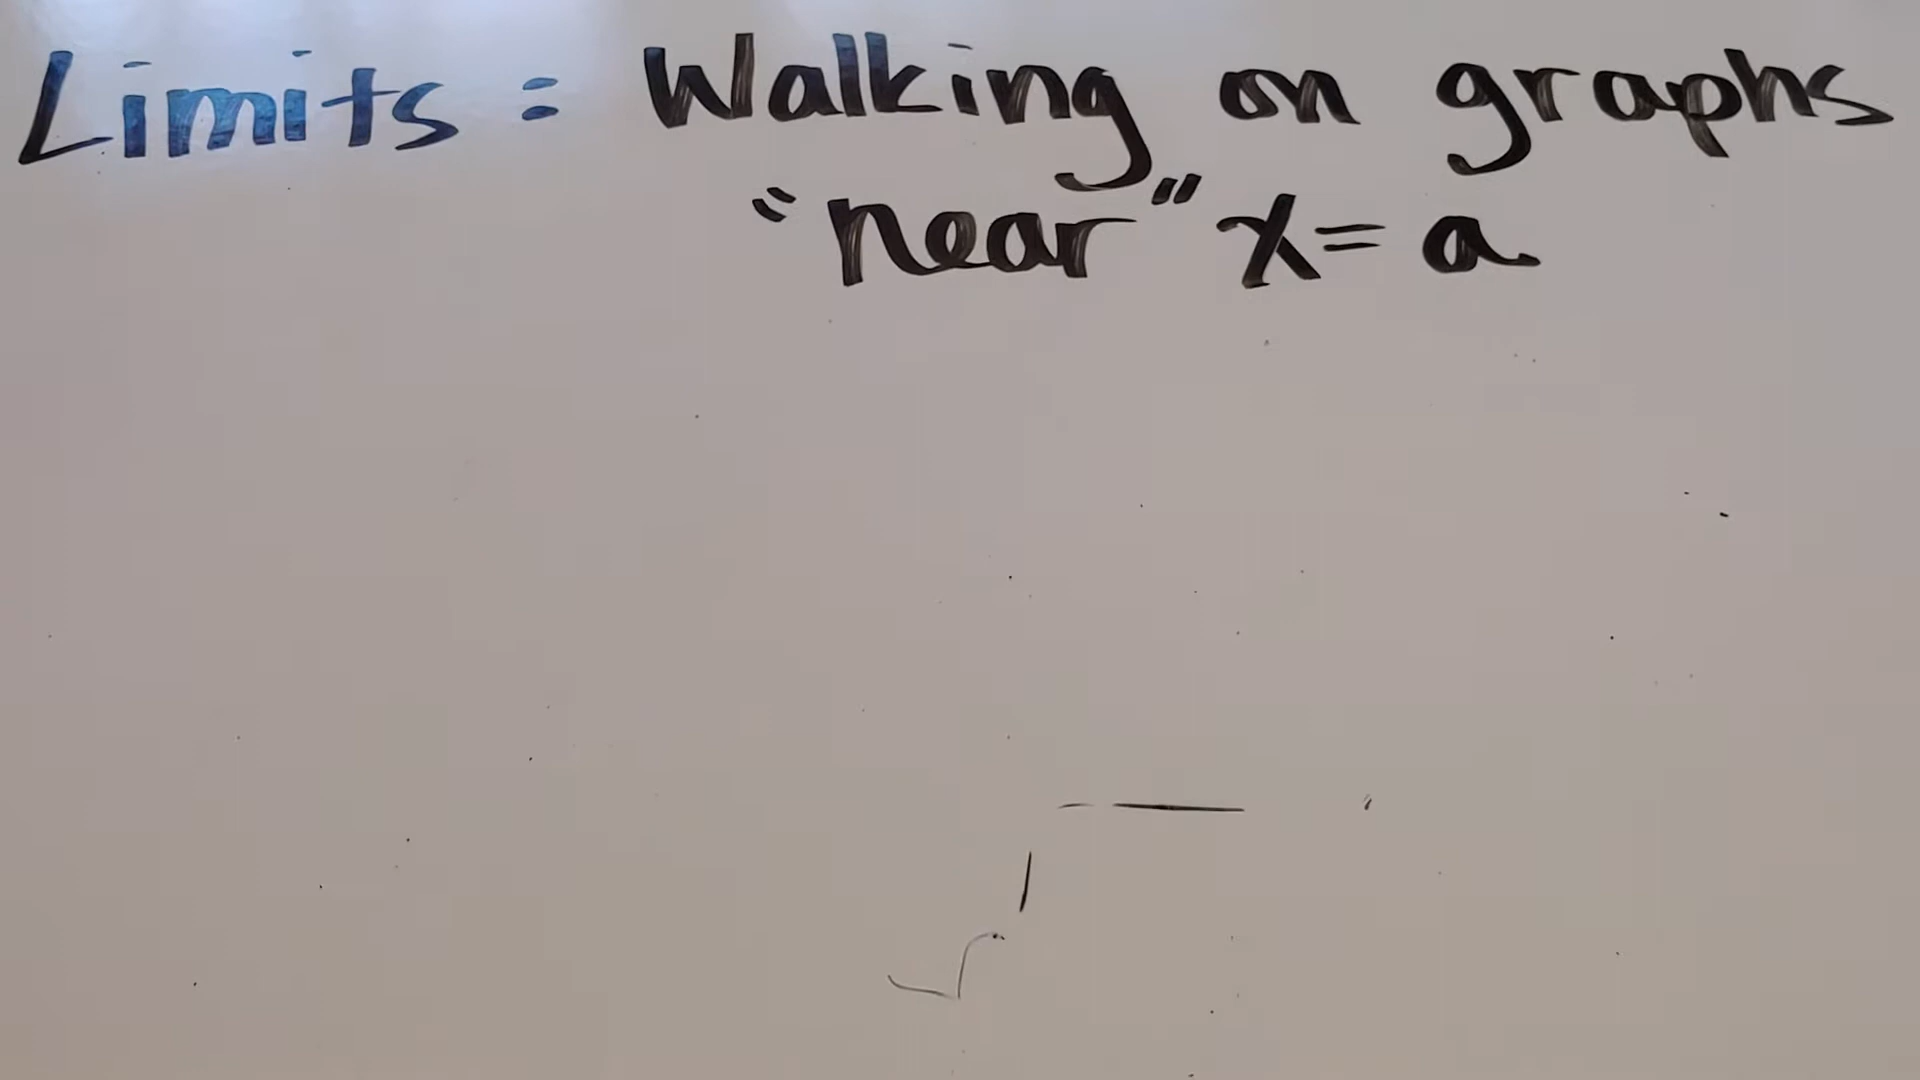 Limits: Walking on graphs
"near" x = a